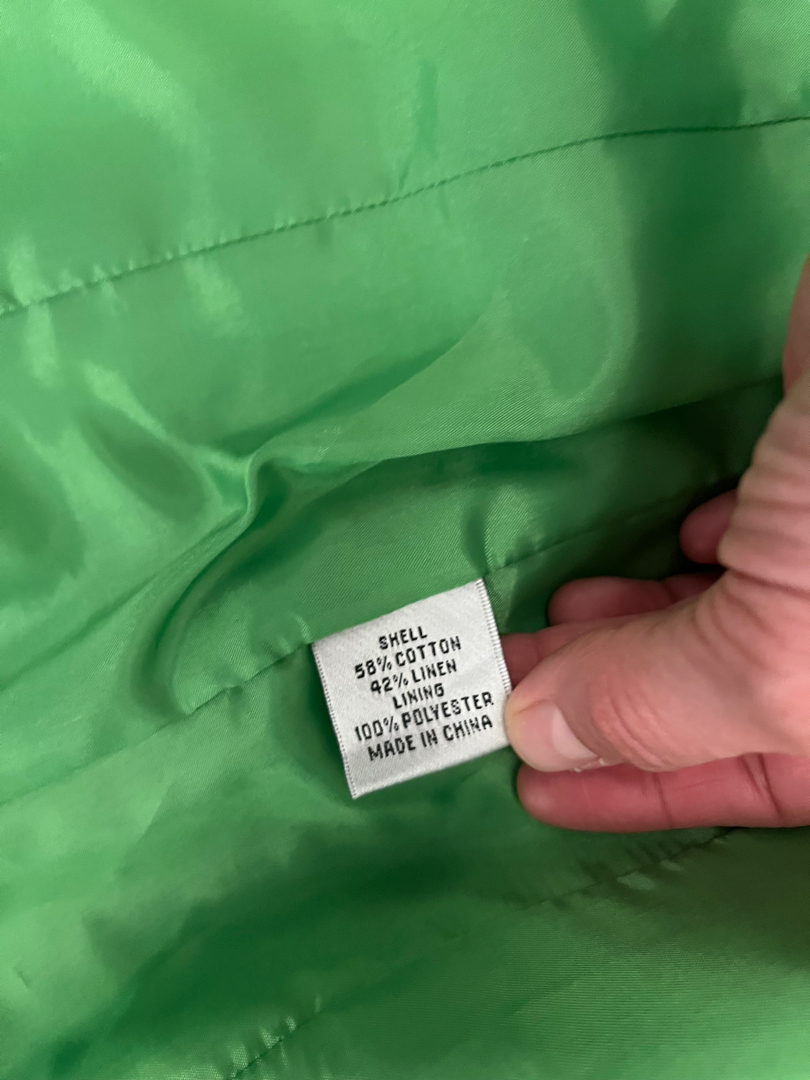 SHELL
58% COTTON
42% LINEN
LINING
100% POLYESTER
MADE IN CHINA